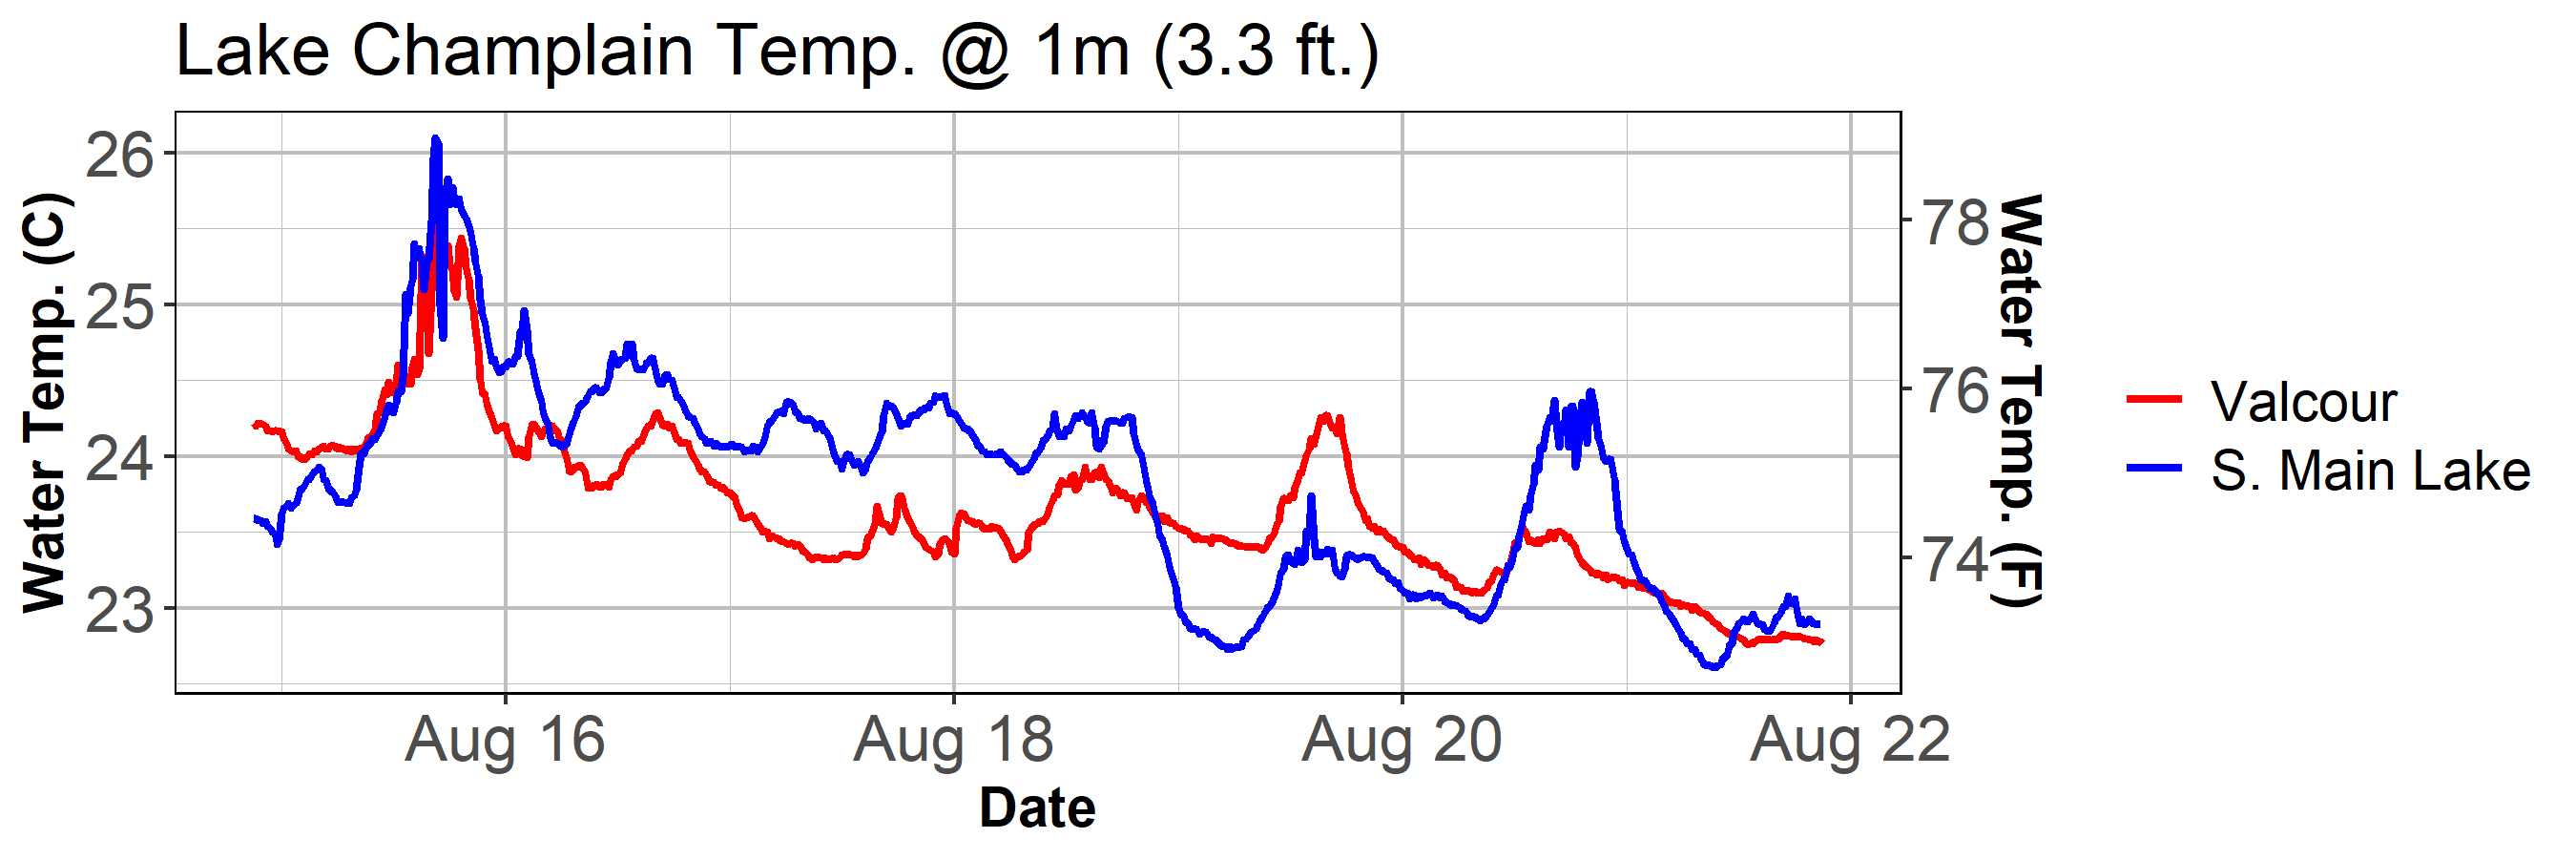 Lake Champlain Temp. @ 1m (3.3 ft.)
Water Temp. (C)
26
25
24
23
78
76
74
Water Temp. (F)
Aug 16
Aug 18
Aug 20
Aug 22
Date
Valcour
S. Main Lake